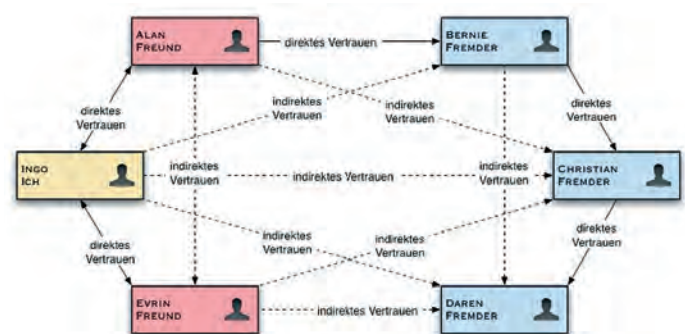 ALAN
FREUND
direktes Vertrauen
BERNIE
FREMDER
direktes
Vertrauen
indirektes
Vertrauen
indirektes
Vertrauen
direktes
Vertrauen
INGO
ICH
indirektes
Vertrauen
indirektes Vertrauen
indirektes
Vertrauen
CHRISTIAN
FREMDER
direktes
Vertrauen
indirektes
Vertrauen
indirektes
Vertrauen
direktes
Vertrauen
EVRIN
FREUND
indirektes Vertrauen
DAREN
FREMDER